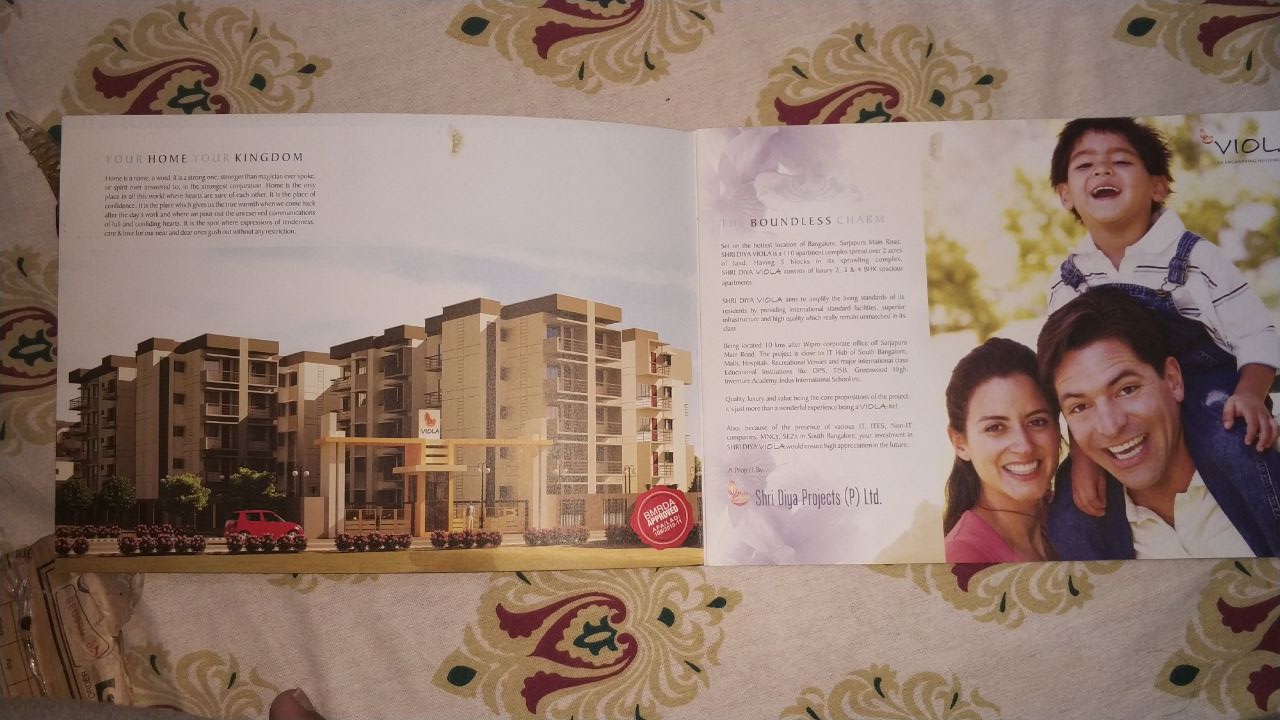 YOUR HOME YOUR KINGDOM
Home is a name, a word, it is a strong one; stronger than magician ever spoke,
or spirit ever answered to, in the strongest conjuration. Home is the only
place in all this world where hearts are sure of each other. It is the place of
confidence. It is the place which gives us the true warmth when we come back
after the day's work and where we pour out the unreserved communications
of full and confiding hearts. It is the spot where expressions of tenderness,
care & love for our near and dear ones gush out without any restriction.
VIOLA
BMRDA
APPROVED
THE BOUNDLESS CHARM
Set on the hottest location of Bangalore, Sarjapura Main Road,
SHRI DIYA VIOLA is a 110 apartment complex spread over 2 acres
of land. Having 5 blocks in its sprawling complex,
SHRI DIYA VIOLA consists of luxury 2, 3 & 4 BHK spacious
apartments
SHRI DIYA VIOLA aims to amplify the living standards of its
residents by providing international standard facilities, superior
infrastructure and high quality which really remain unmatched in its
class
Being located 10 kms after Wipro corporate office off Sarjapura
Main Road. The project is close to IT Hub of South Bangalore,
Malls, Hospitals, Recreational Venues and major international class
Educational Institutions like DPS, TISB, Greenwood High,
Inventure Academy, Indus International School etc.
Quality, luxury and value being the core propositions of the project,
it's just more than a wonderful experience being a VIOLA-ite!
Also, because of the presence of various IT, ITES, Non-IT
companies, MNCs, SEZs in South Bangalore; your investment in
SHRI DIYA VIOLA would ensure high appreciation in the future.
A Project By
Shri Diya Projects (P) Ltd.
VIOL